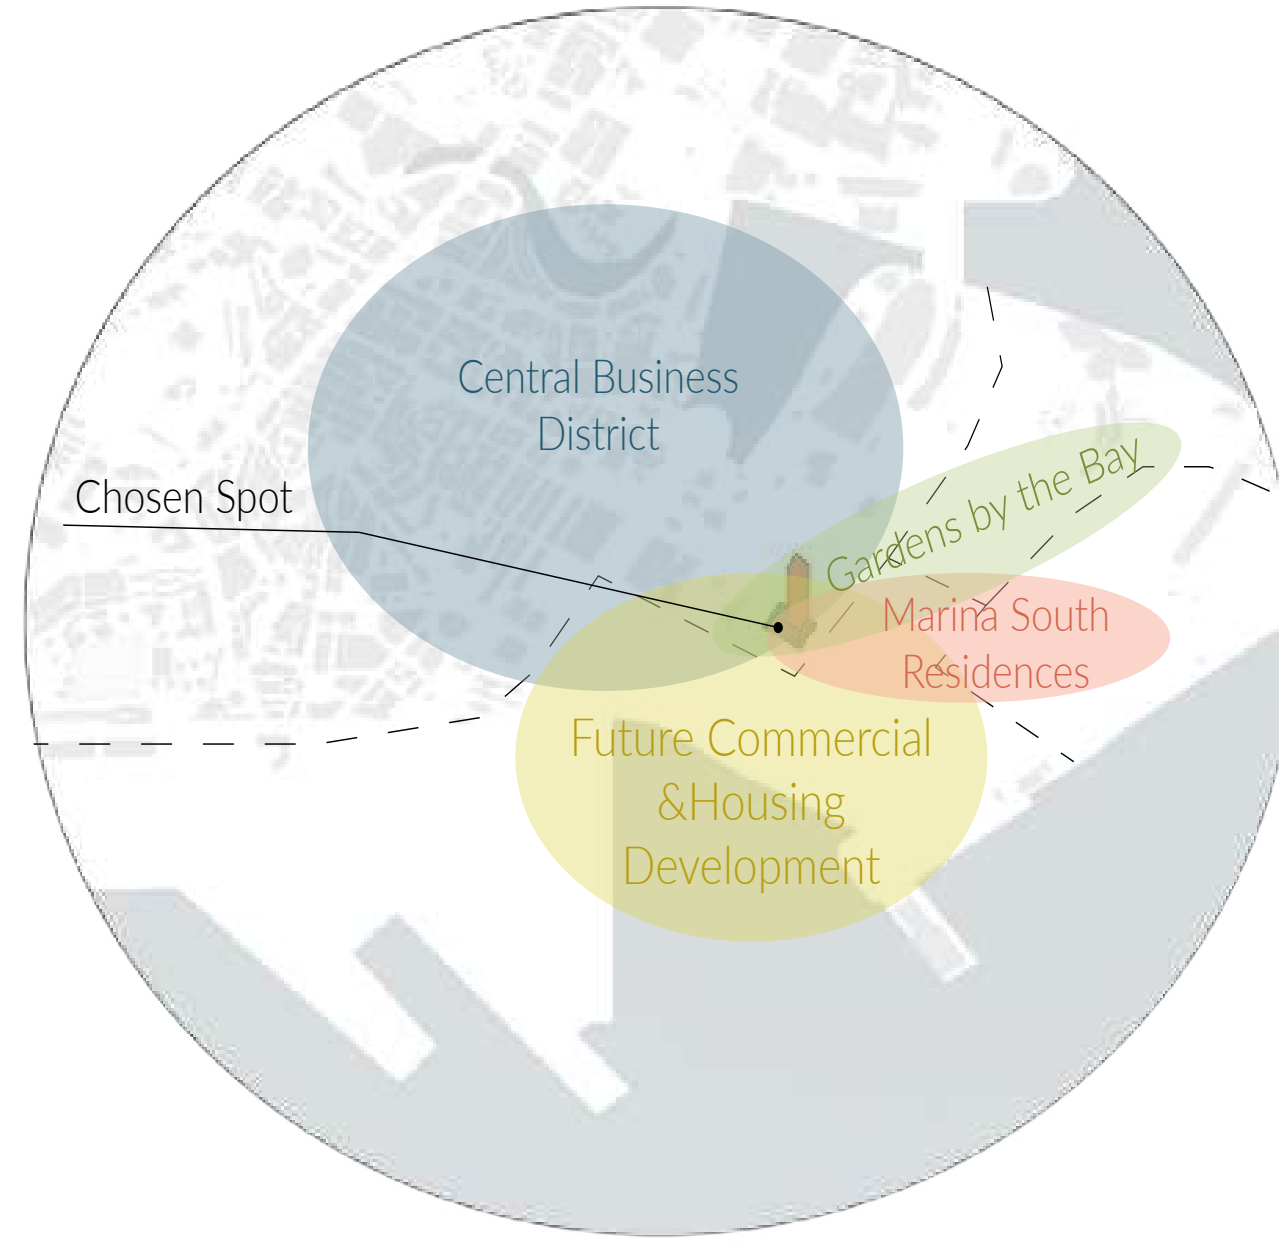 Central Business
District
Chosen Spot
Gardens by the Bay
Marina South
Residences
Future Commercial
&Housing
Development